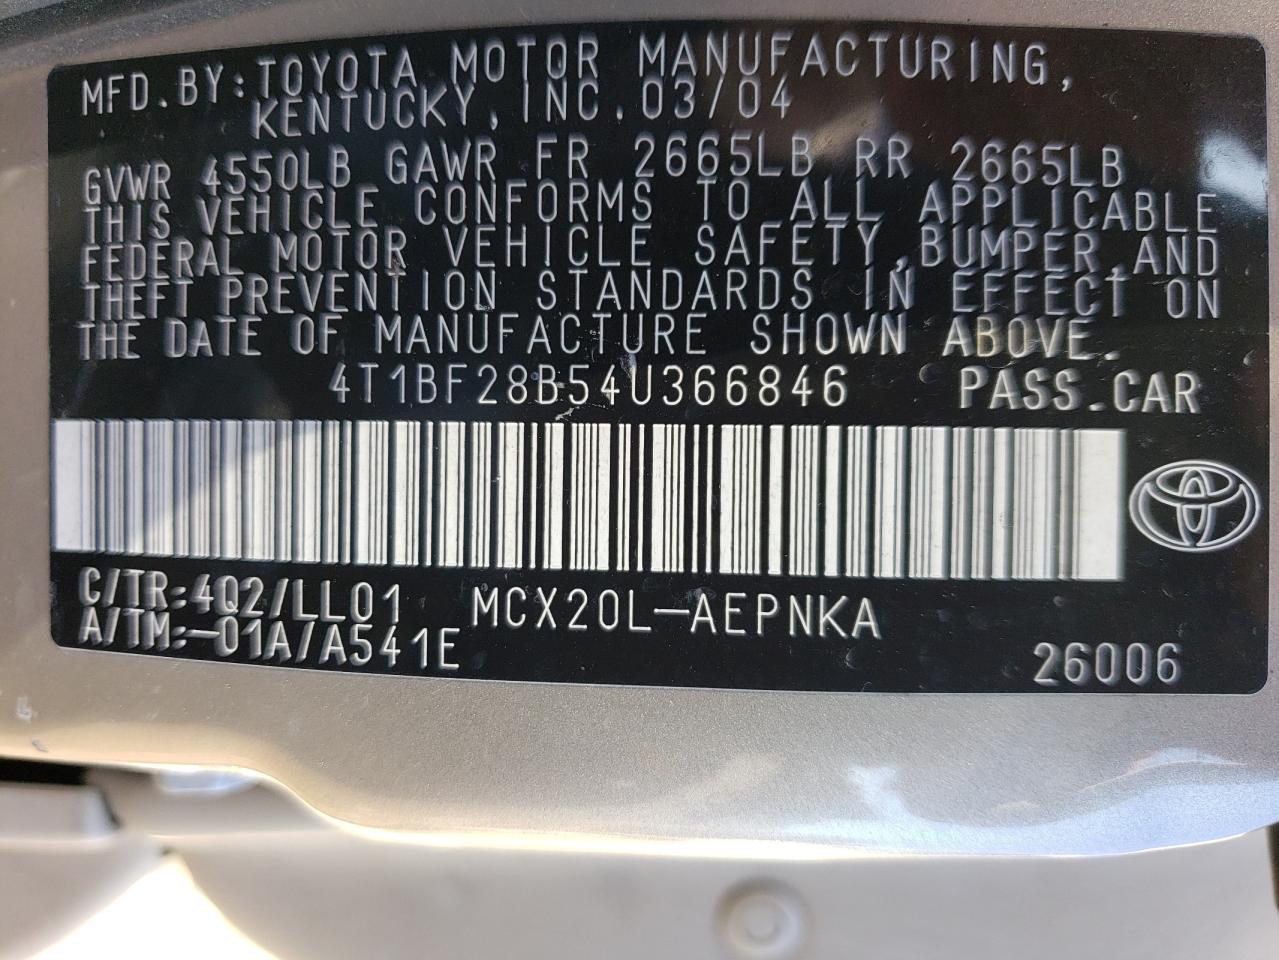 MFD.BY:TOYOTA MOTOR MANUFACTURING,
KENTUCKY,INC.03/04
GVWR 4550LB GAWR FR 2665LB RR 2665LB
THIS VEHICLE CONFORMS TO ALL APPLICABLE
FEDERAL MOTOR VEHICLE SAFETY,BUMPER,AND
THEFT PREVENTION STANDARDS IN EFFECT ON
THE DATE OF MANUFACTURE SHOWN ABOVE.
4T1BF28B54U366846 PASS.CAR
C/TR:4Q2/LL01 MCX20L-AEPNKA
A/TM:-01A/A541E
26006